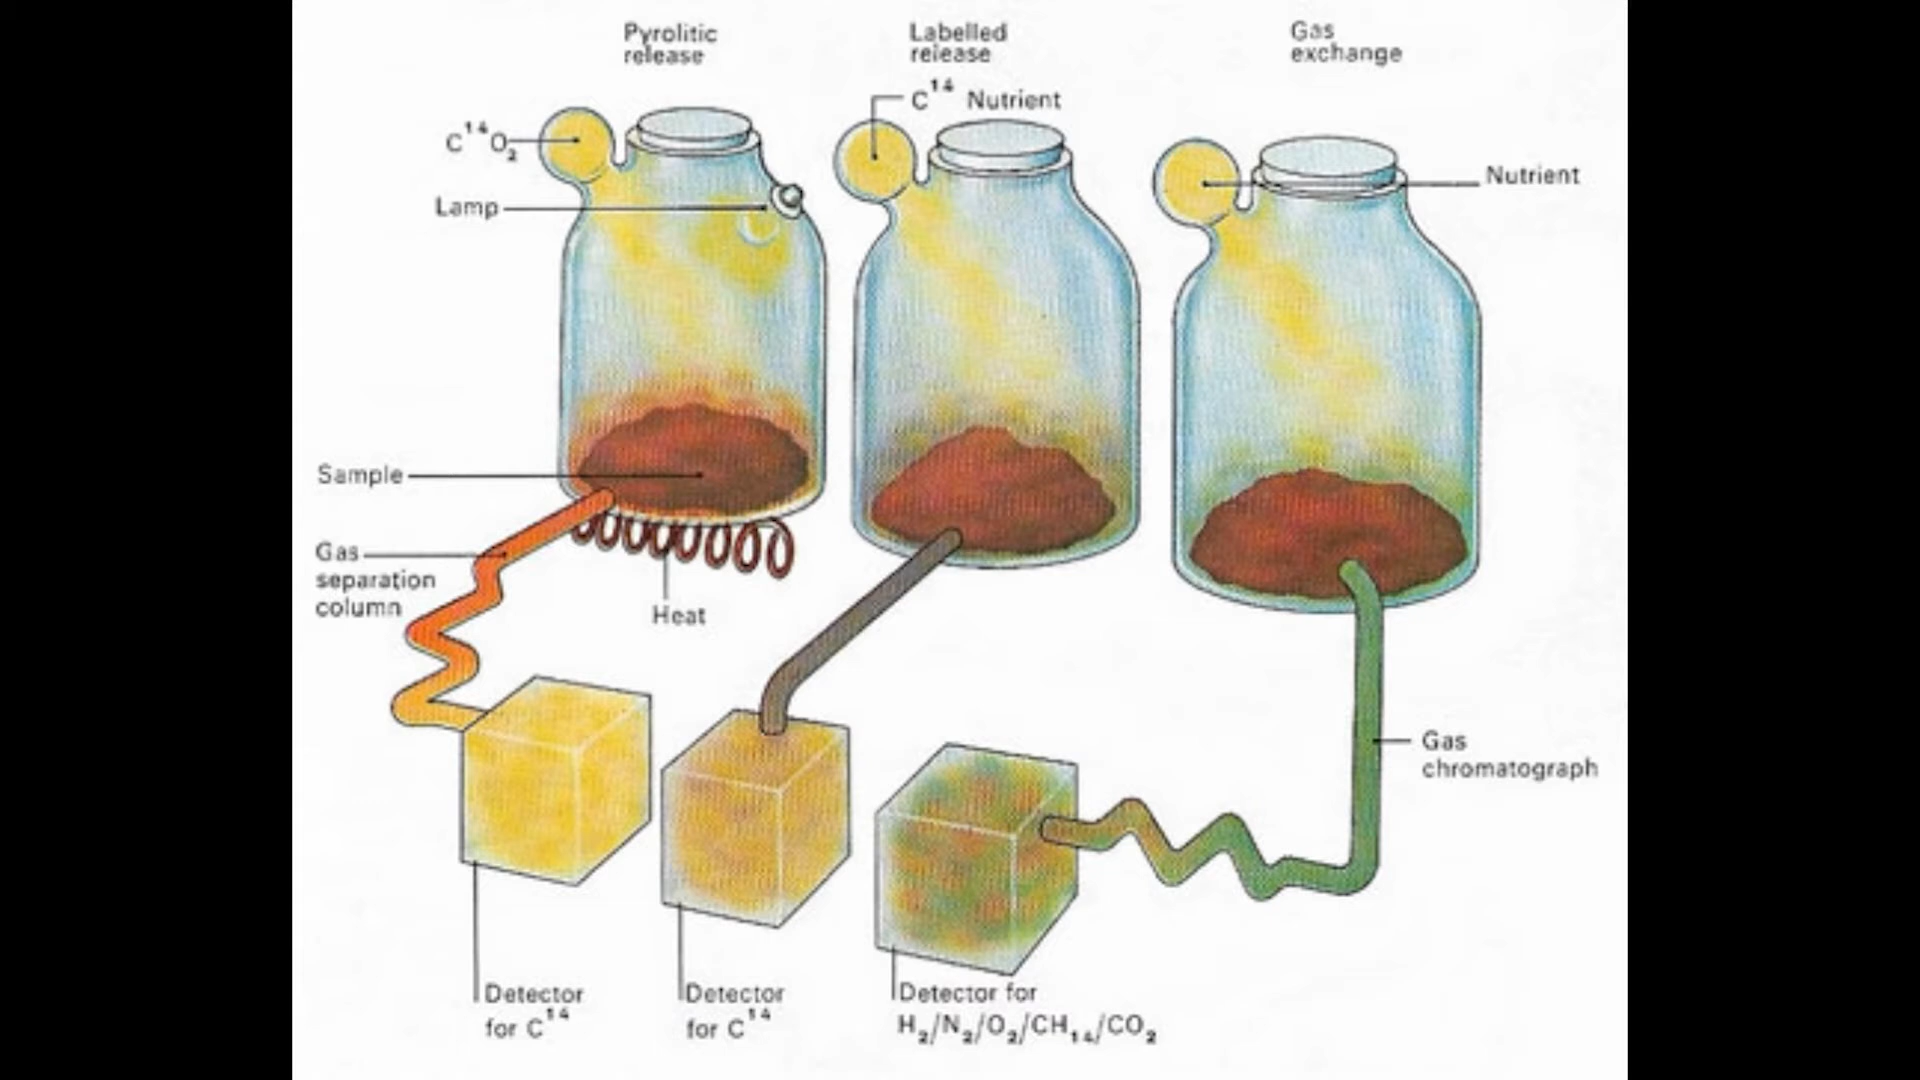 Pyrolitic
release
Labelled
release
Gas
exchange
C¹⁴ Nutrient
C¹⁴O₂
Nutrient
Lamp
Sample
Gas
separation
column
Heat
Gas
chromatograph
Detector
for C¹⁴
Detector
for C¹⁴
Detector for
H₂/N₂/O₂/CH₁₄/CO₂